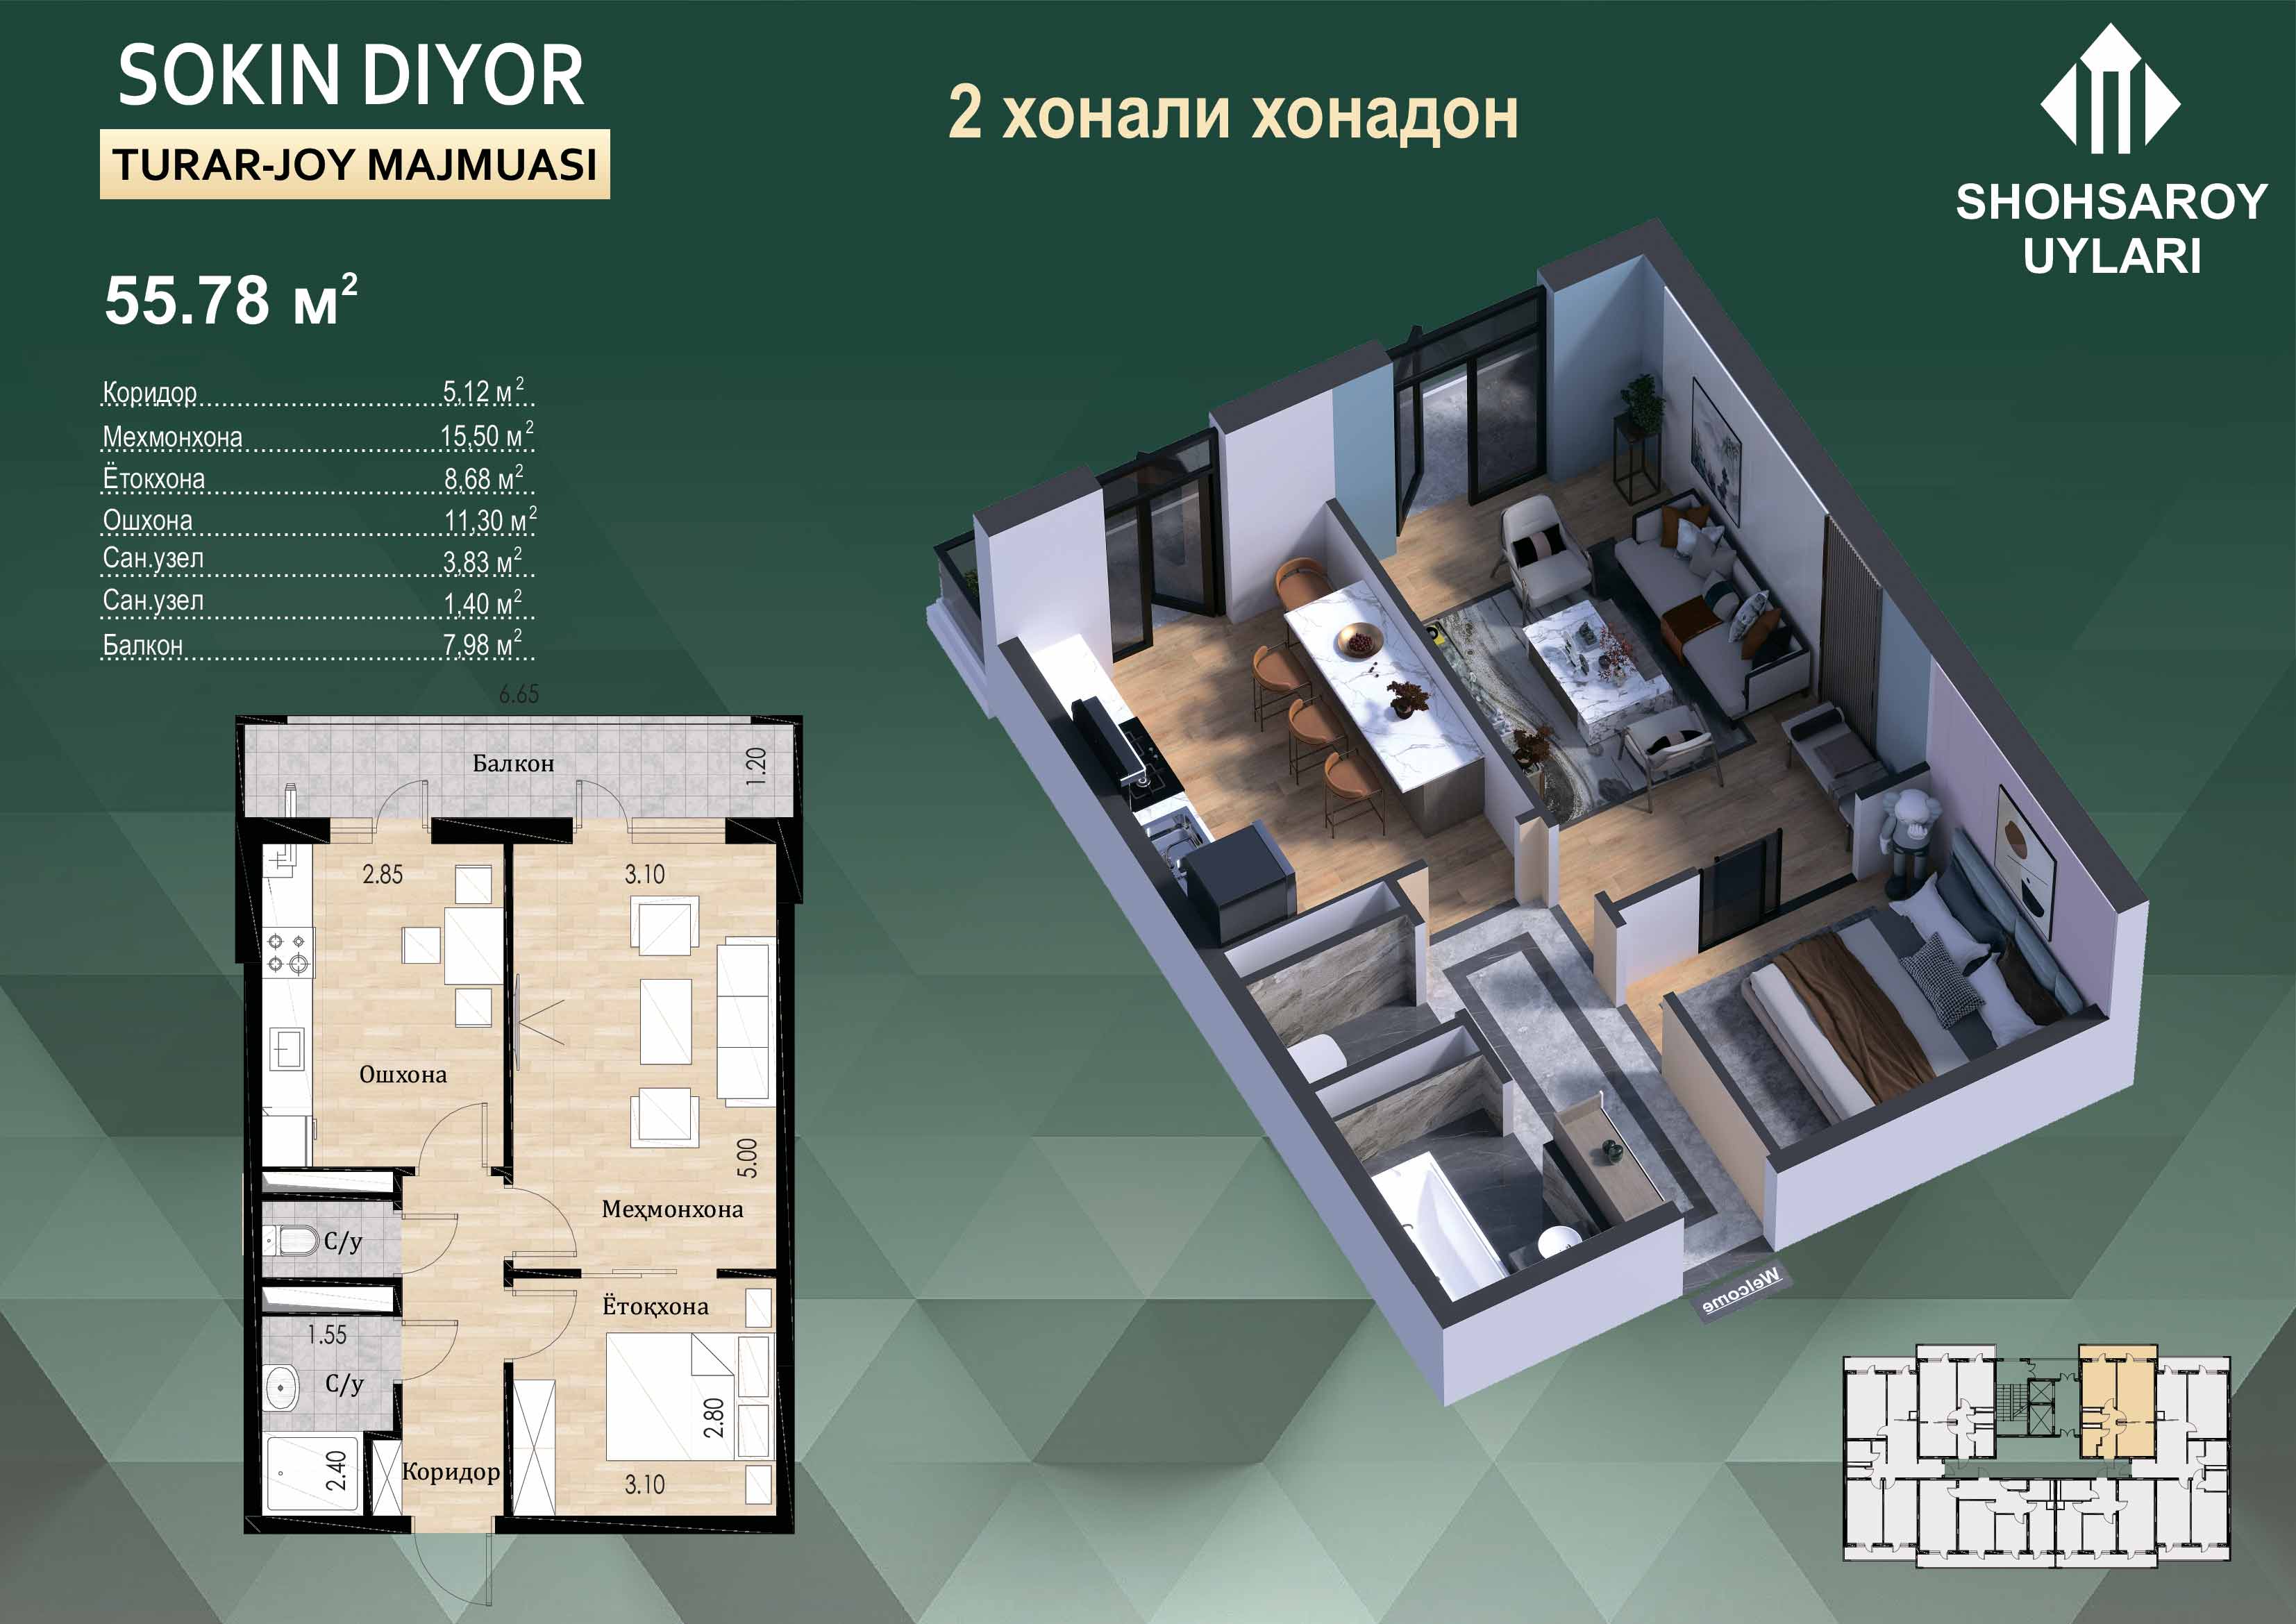 SOKIN DIYOR
TURAR-JOY MAJMUASI
2 хонали хонадон
SHOHSAROY
UYLARI
55.78 м²
Коридор 5,12 м²
Мехмонхона 15,50 м²
Ётокхона 8,68 м²
Ошхона 11,30 м²
Сан.узел 3,83 м²
Сан.узел 1,40 м²
Балкон 7,98 м²
6.65
Балкон
1.20
2.85
3.10
Ошхона
5.00
Меҳмонхона
С/у
Ётоқхона
1.55
С/у
2.80
2.40
Коридор
3.10
Welcome